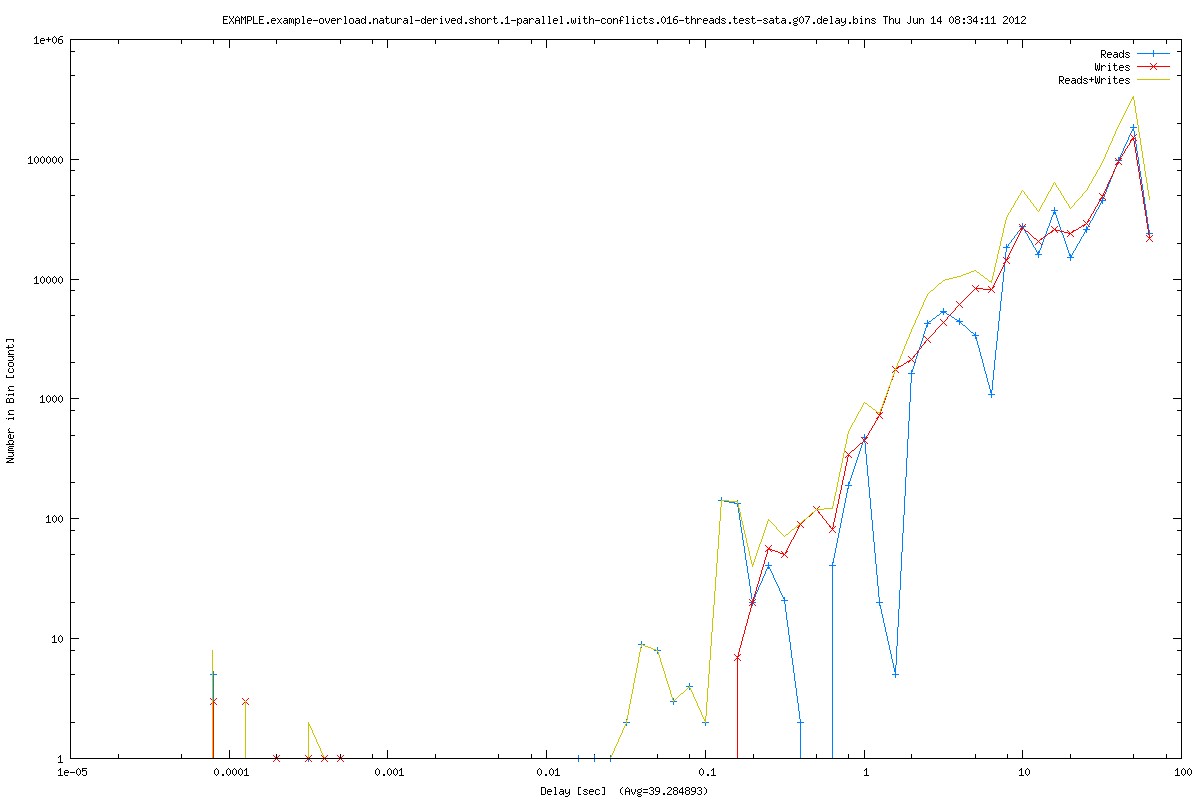 EXAMPLE.example-overload.natural-derived.short.1-parallel.with-conflicts.016-threads.test-sata.g07.delay.bins Thu Jun 14 08:34:11 2012
1e+06
Reads
Writes
Reads+Writes
100000
10000
1000
100
10
1
Number in Bin [count]
1e-05 0.0001 0.001 0.01 0.1 1 10 100
Delay [sec] (Avg=39.284893)